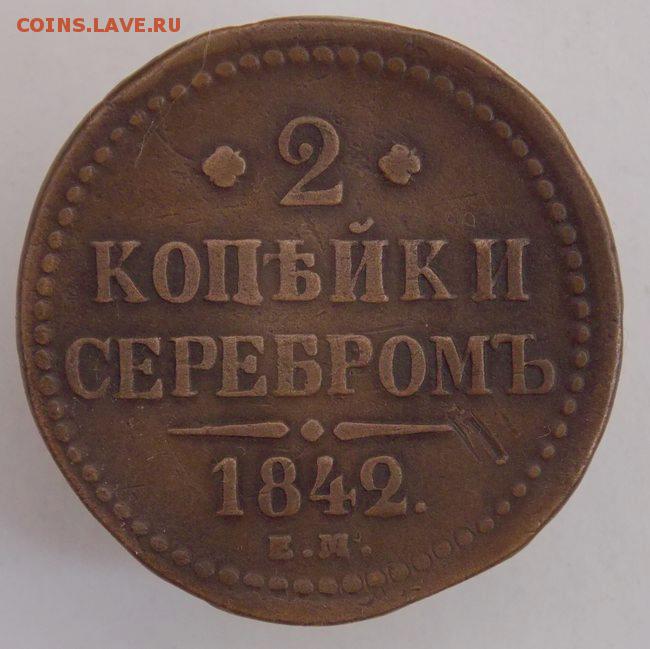 COINS.LAVE.RU
2
КОПѢЙКИ
СЕРЕБРОМЪ
1842.
Е.М.